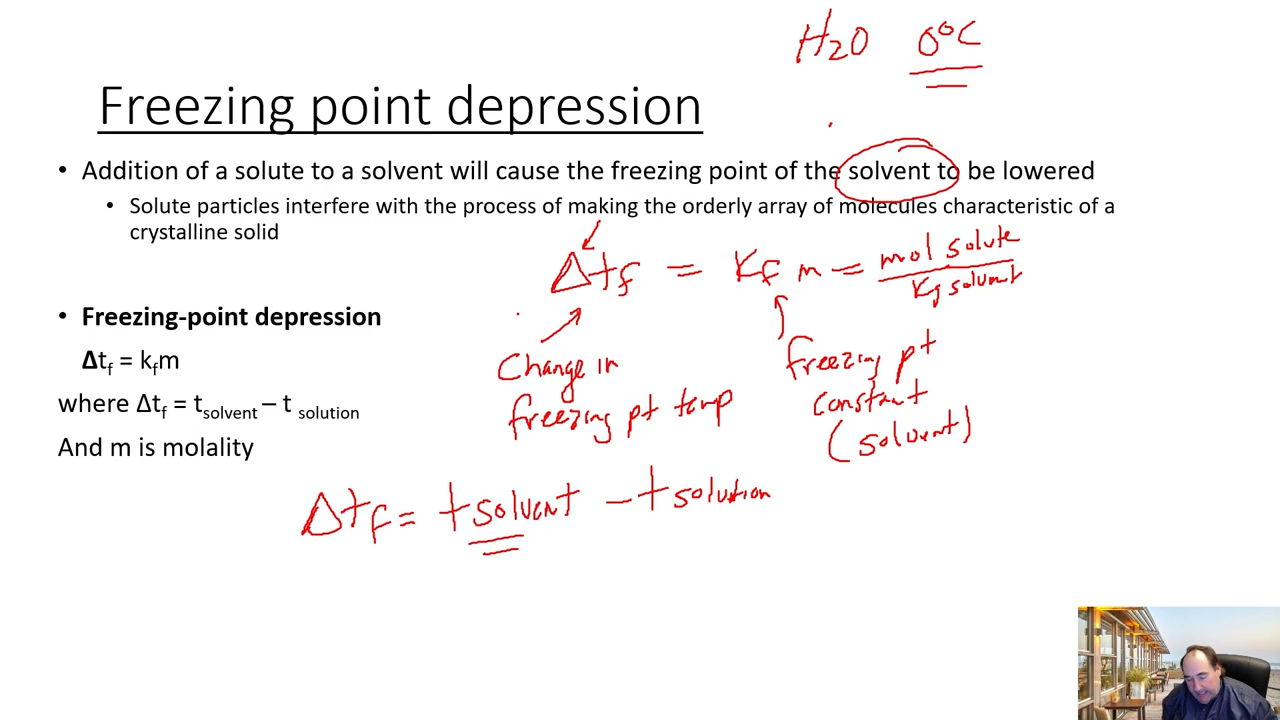 H2O 0°C
Freezing point depression
• Addition of a solute to a solvent will cause the freezing point of the solvent to be lowered
• Solute particles interfere with the process of making the orderly array of molecules characteristic of a
crystalline solid
Δtf = Kf m = mol solute
Kg solvent
• Freezing-point depression
Δtf = kfm
where Δtf = tsolvent – t solution
And m is molality
Change in
freezing pt temp
freezing pt
constant
(solvent)
Δtf = tsolvent – tsolution